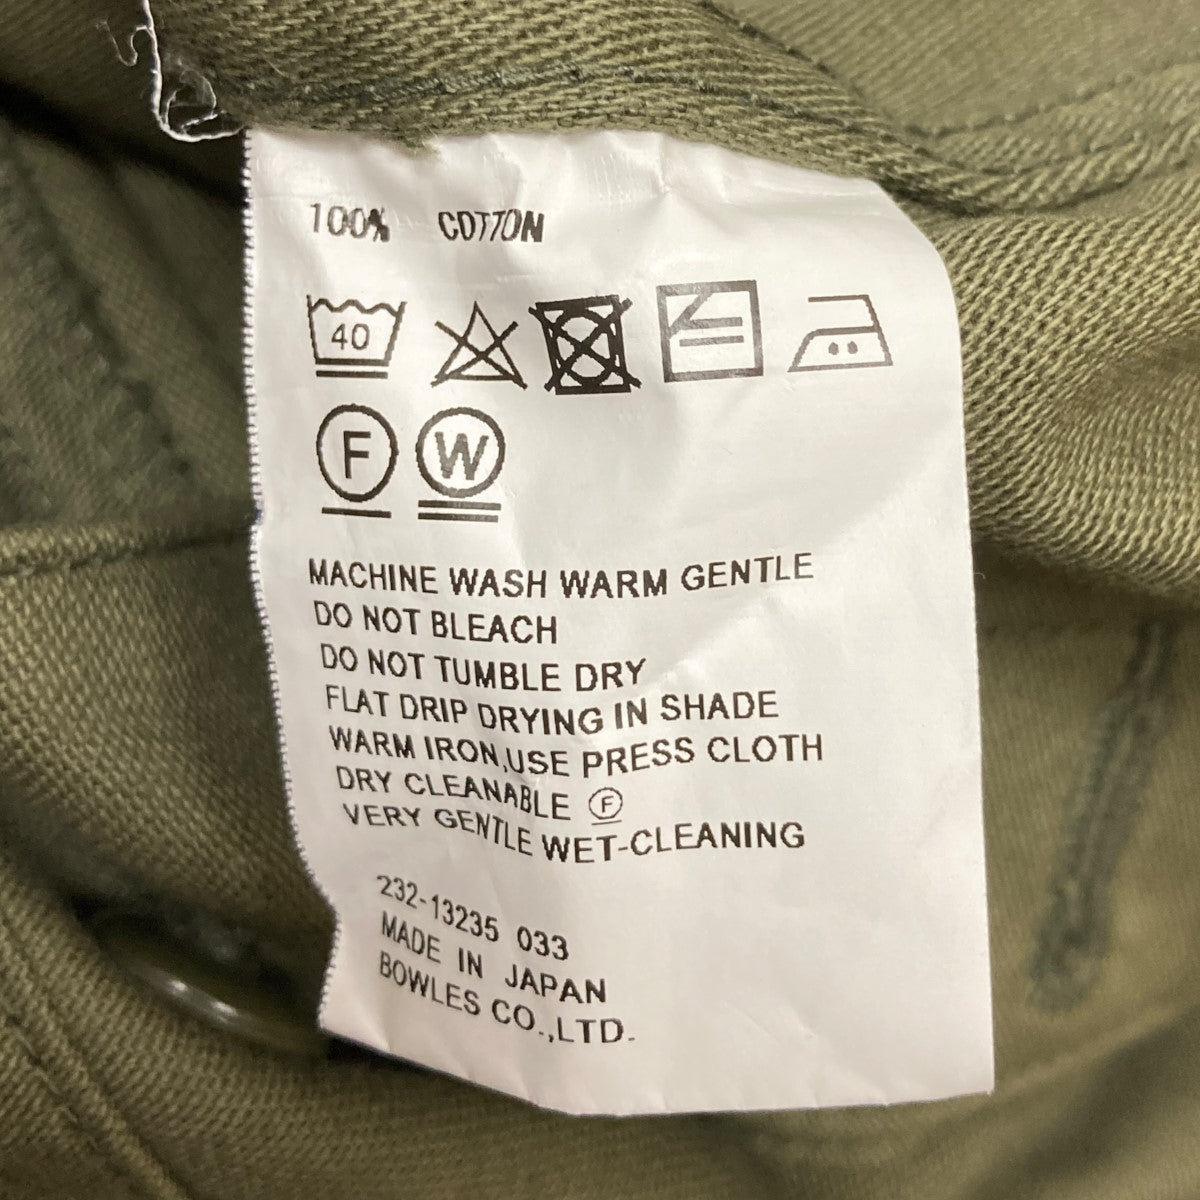 100% COTTON
40
F W
MACHINE WASH WARM GENTLE
DO NOT BLEACH
DO NOT TUMBLE DRY
FLAT DRIP DRYING IN SHADE
WARM IRON,USE PRESS CLOTH
DRY CLEANABLE Ⓕ
VERY GENTLE WET-CLEANING
232-13235 033
MADE IN JAPAN
BOWLES CO.,LTD.